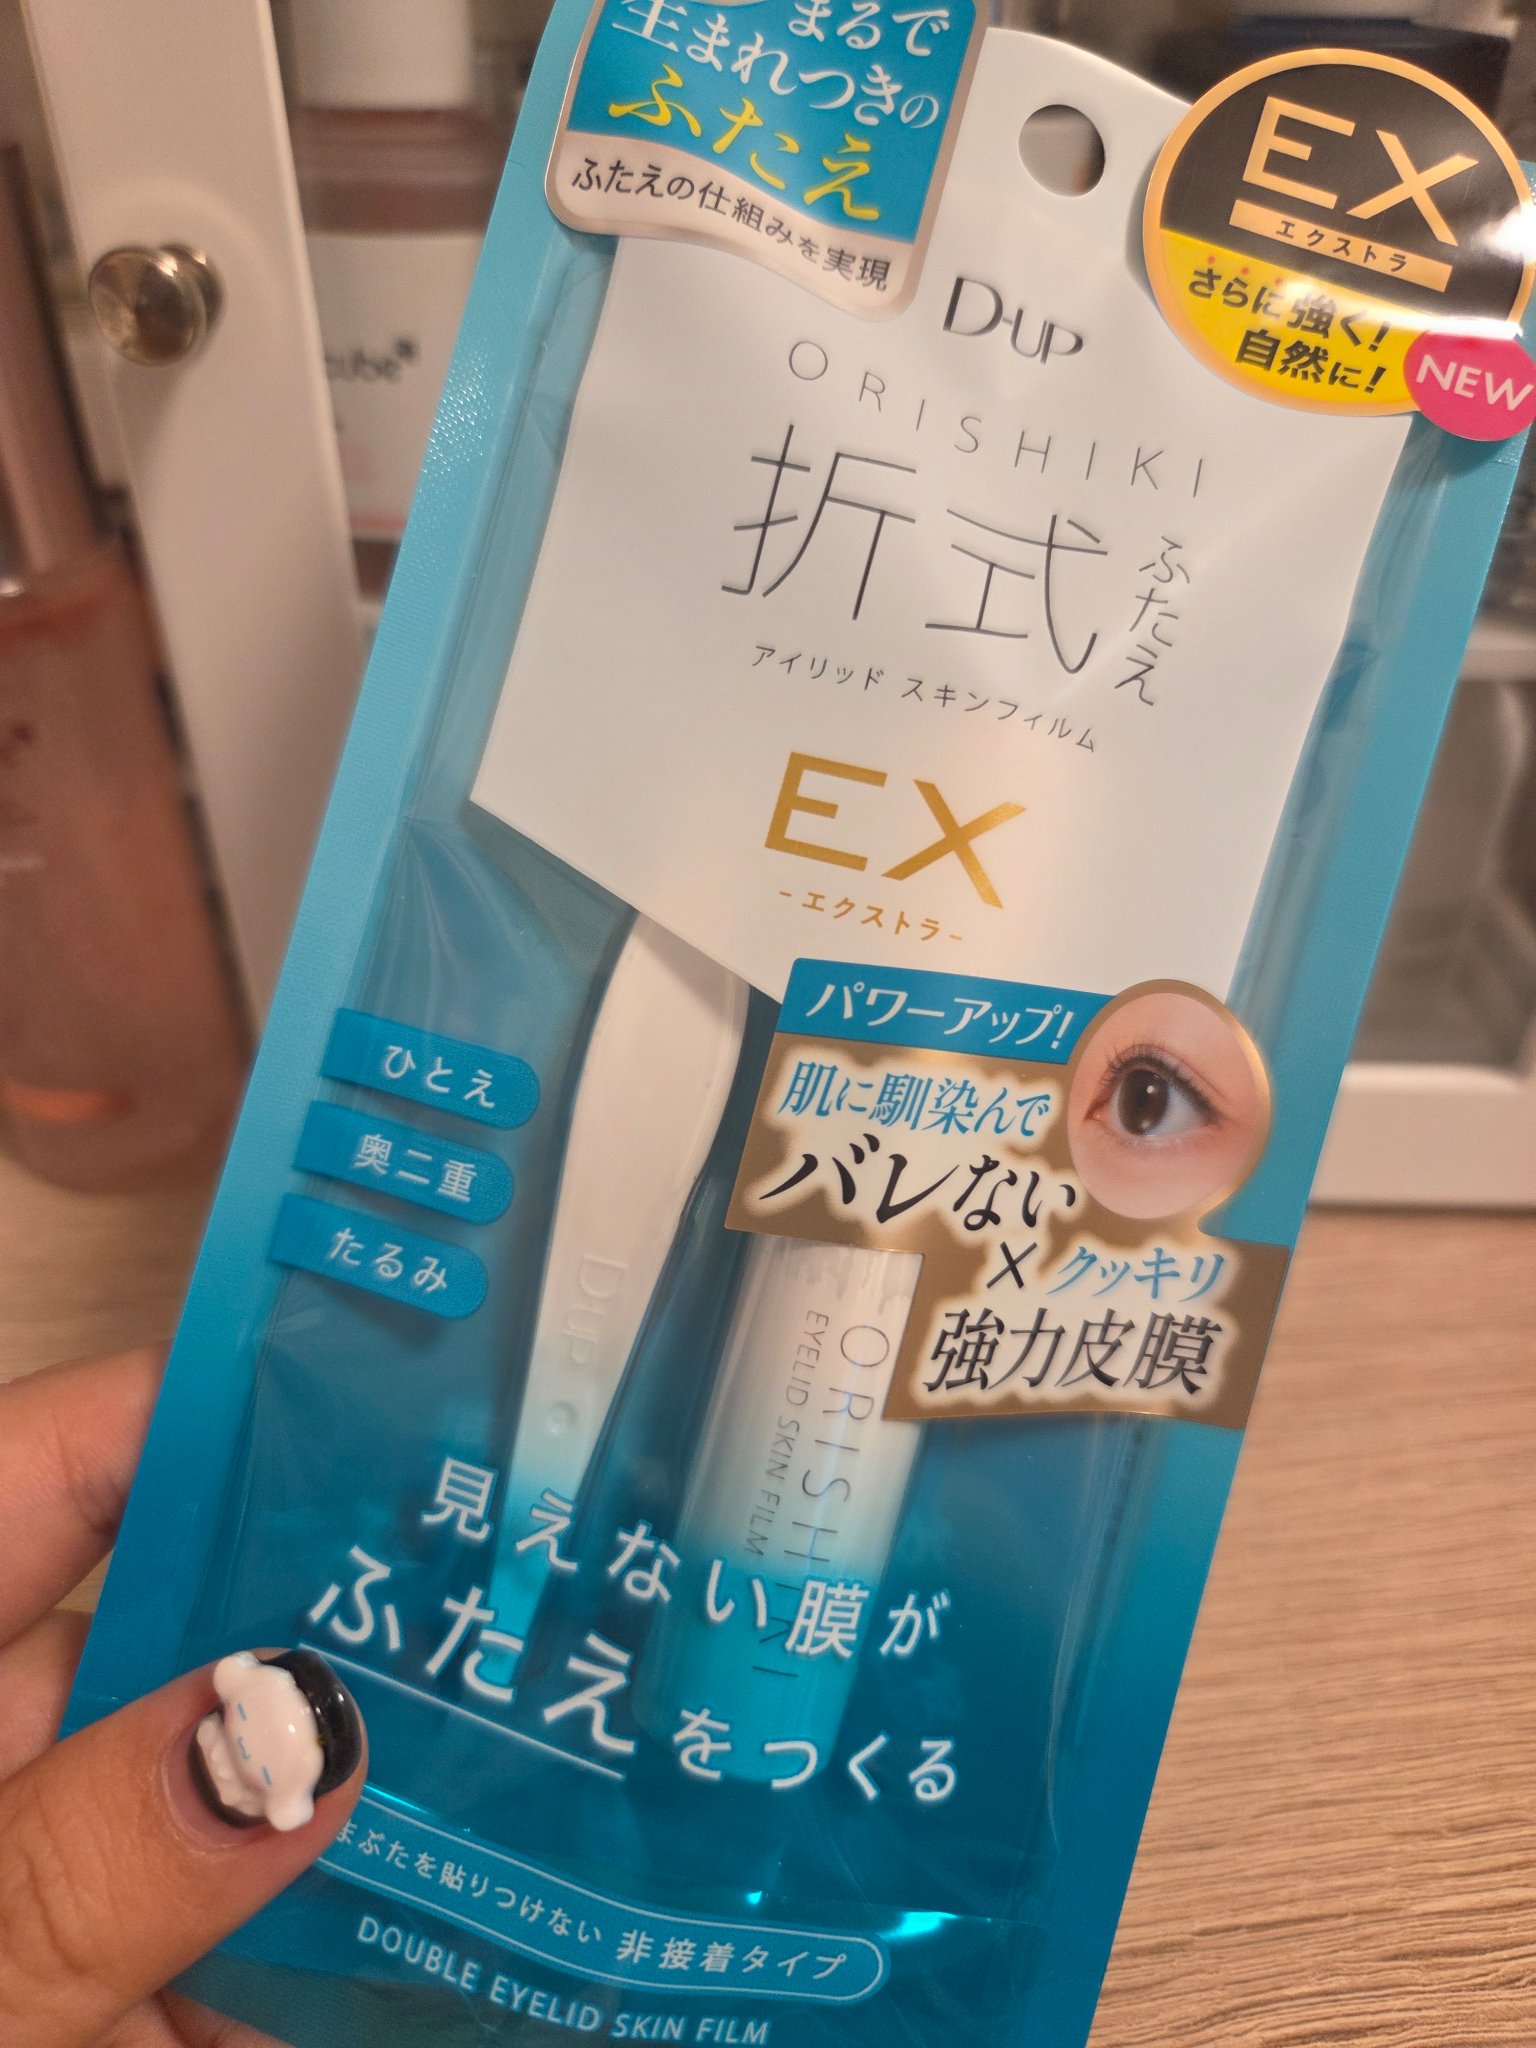 まるで
生まれつきの
ふたえ
ふたえの仕組みを実現
EX
エクストラ
さらに強く!
自然に!
NEW
D-UP
ORISHIKI
折式
ふたえ
アイリッド スキンフィルム
EX
-エクストラ-
パワーアップ!
肌に馴染んで
バレない
×クッキリ
強力皮膜
ひとえ
奥二重
たるみ
D-up
ORISHIKI
EYELID SKIN FILM
見えない膜が
ふたえをつくる
まぶたを貼りつけない 非接着タイプ
DOUBLE EYELID SKIN FILM